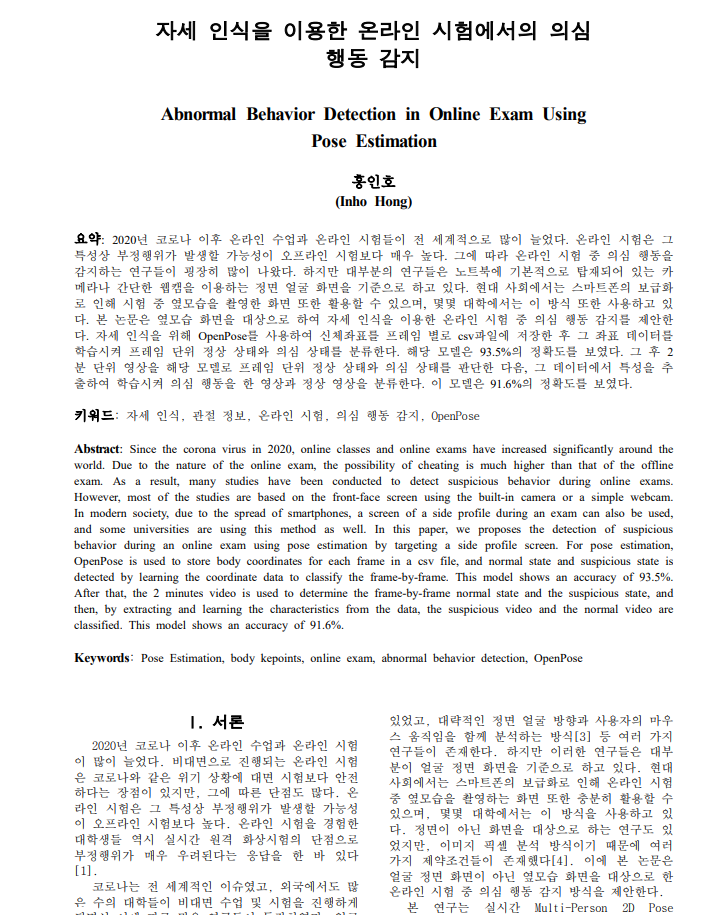 자세 인식을 이용한 온라인 시험에서의 의심
행동 감지
Abnormal Behavior Detection in Online Exam Using
Pose Estimation
홍인호
(Inho Hong)
요약: 2020년 코로나 이후 온라인 수업과 온라인 시험들이 전 세계적으로 많이 늘었다. 온라인 시험은 그
특성상 부정행위가 발생할 가능성이 오프라인 시험보다 매우 높다. 그에 따라 온라인 시험 중 의심 행동을
감지하는 연구들이 굉장히 많이 나왔다. 하지만 대부분의 연구들은 노트북에 기본적으로 탑재되어 있는 카
메라나 간단한 웹캠을 이용하는 정면 얼굴 화면을 기준으로 하고 있다. 현대 사회에서는 스마트폰의 보급화
로 인해 시험 중 옆모습을 촬영한 화면 또한 활용할 수 있으며, 몇몇 대학에서는 이 방식 또한 사용하고 있
다. 본 논문은 옆모습 화면을 대상으로 하여 자세 인식을 이용한 온라인 시험 중 의심 행동 감지를 제안한
다. 자세 인식을 위해 OpenPose를 사용하여 신체좌표를 프레임 별로 csv파일에 저장한 후 그 좌표 데이터를
학습시켜 프레임 단위 정상 상태와 의심 상태를 분류한다. 해당 모델은 93.5%의 정확도를 보였다. 그 후 2
분 단위 영상을 해당 모델로 프레임 단위 정상 상태와 의심 상태를 판단한 다음, 그 데이터에서 특성을 추
출하여 학습시켜 의심 행동을 한 영상과 정상 영상을 분류한다. 이 모델은 91.6%의 정확도를 보였다.
키워드: 자세 인식, 관절 정보, 온라인 시험, 의심 행동 감지, OpenPose
Abstract: Since the corona virus in 2020, online classes and online exams have increased significantly around the
world. Due to the nature of the online exam, the possibility of cheating is much higher than that of the offline
exam. As a result, many studies have been conducted to detect suspicious behavior during online exams.
However, most of the studies are based on the front-face screen using the built-in camera or a simple webcam.
In modern society, due to the spread of smartphones, a screen of a side profile during an exam can also be used,
and some universities are using this method as well. In this paper, we proposes the detection of suspicious
behavior during an online exam using pose estimation by targeting a side profile screen. For pose estimation,
OpenPose is used to store body coordinates for each frame in a csv file, and normal state and suspicious state is
detected by learning the coordinate data to classify the frame-by-frame. This model shows an accuracy of 93.5%.
After that, the 2 minutes video is used to determine the frame-by-frame normal state and the suspicious state, and
then, by extracting and learning the characteristics from the data, the suspicious video and the normal video are
classified. This model shows an accuracy of 91.6%.
Keywords: Pose Estimation, body kepoints, online exam, abnormal behavior detection, OpenPose
I. 서론
2020년 코로나 이후 온라인 수업과 온라인 시험
이 많이 늘었다. 비대면으로 진행되는 온라인 시험
은 코로나와 같은 위기 상황에 대면 시험보다 안전
하다는 장점이 있지만, 그에 따른 단점도 많다. 온
라인 시험은 그 특성상 부정행위가 발생할 가능성
이 오프라인 시험보다 높다. 온라인 시험을 경험한
대학생들 역시 실시간 원격 화상시험의 단점으로
부정행위가 매우 우려된다는 응답을 한 바 있다
[1].
코로나는 전 세계적인 이슈였고, 외국에서도 많
은 수의 대학들이 비대면 수업 및 시험을 진행하게
있었고, 대략적인 정면 얼굴 방향과 사용자의 마우
스 움직임을 함께 분석하는 방식[3] 등 여러 가지
연구들이 존재한다. 하지만 이러한 연구들은 대부
분이 얼굴 정면 화면을 기준으로 하고 있다. 현대
사회에서는 스마트폰의 보급화로 인해 온라인 시험
중 옆모습을 촬영하는 화면 또한 충분히 활용할 수
있으며, 몇몇 대학에서는 이 방식을 사용하고 있
다. 정면이 아닌 화면을 대상으로 하는 연구도 있
었지만, 이미지 픽셀 분석 방식이기 때문에 여러
가지 제약조건들이 존재했다[4]. 이에 본 논문은
얼굴 정면 화면이 아닌 옆모습 화면을 대상으로 한
온라인 시험 중 의심 행동 감지 방식을 제안한다.
본 연구는 실시간 Multi-Person 2D Pose